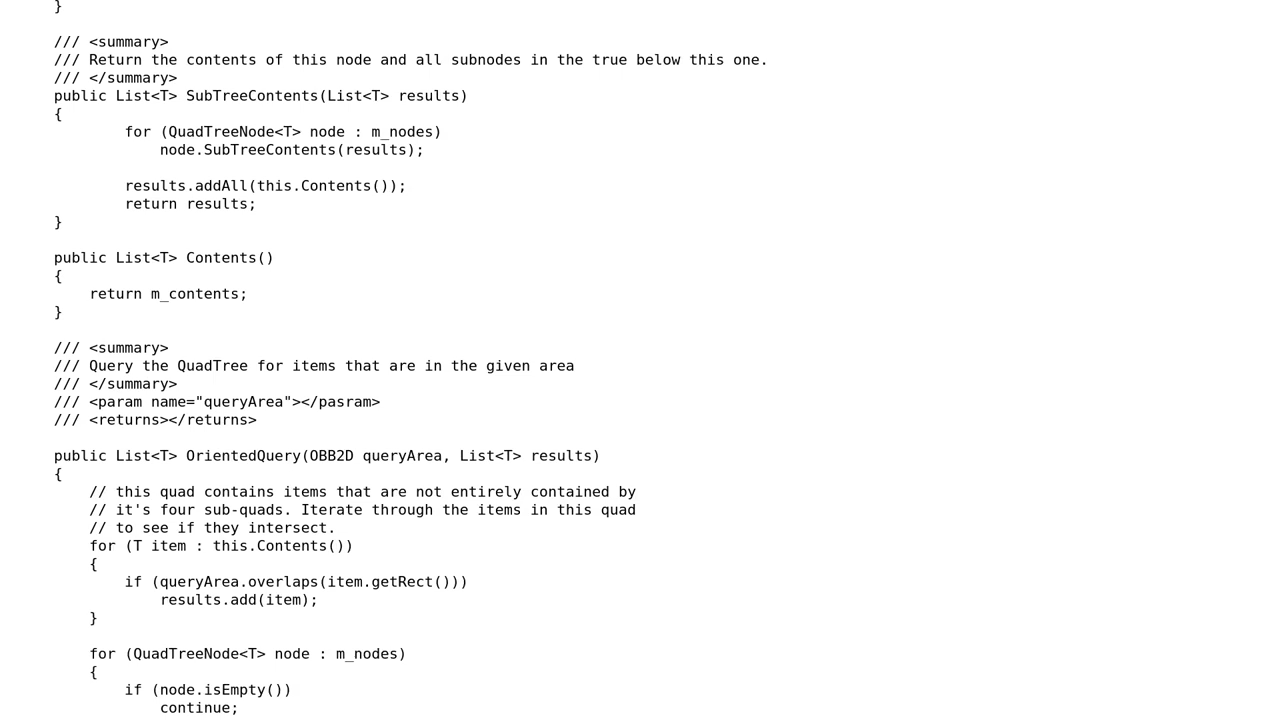 }
/// <summary>
/// Return the contents of this node and all subnodes in the true below this one.
/// </summary>
public List<T> SubTreeContents(List<T> results)
{
for (QuadTreeNode<T> node : m_nodes)
node.SubTreeContents(results);
results.addAll(this.Contents());
return results;
}
public List<T> Contents()
{
return m_contents;
}
/// <summary>
/// Query the QuadTree for items that are in the given area
/// </summary>
/// <param name="queryArea"></pasram>
/// <returns></returns>
public List<T> OrientedQuery(OBB2D queryArea, List<T> results)
{
// this quad contains items that are not entirely contained by
// it's four sub-quads. Iterate through the items in this quad
// to see if they intersect.
for (T item : this.Contents())
{
if (queryArea.overlaps(item.getRect()))
results.add(item);
}
for (QuadTreeNode<T> node : m_nodes)
{
if (node.isEmpty())
continue;